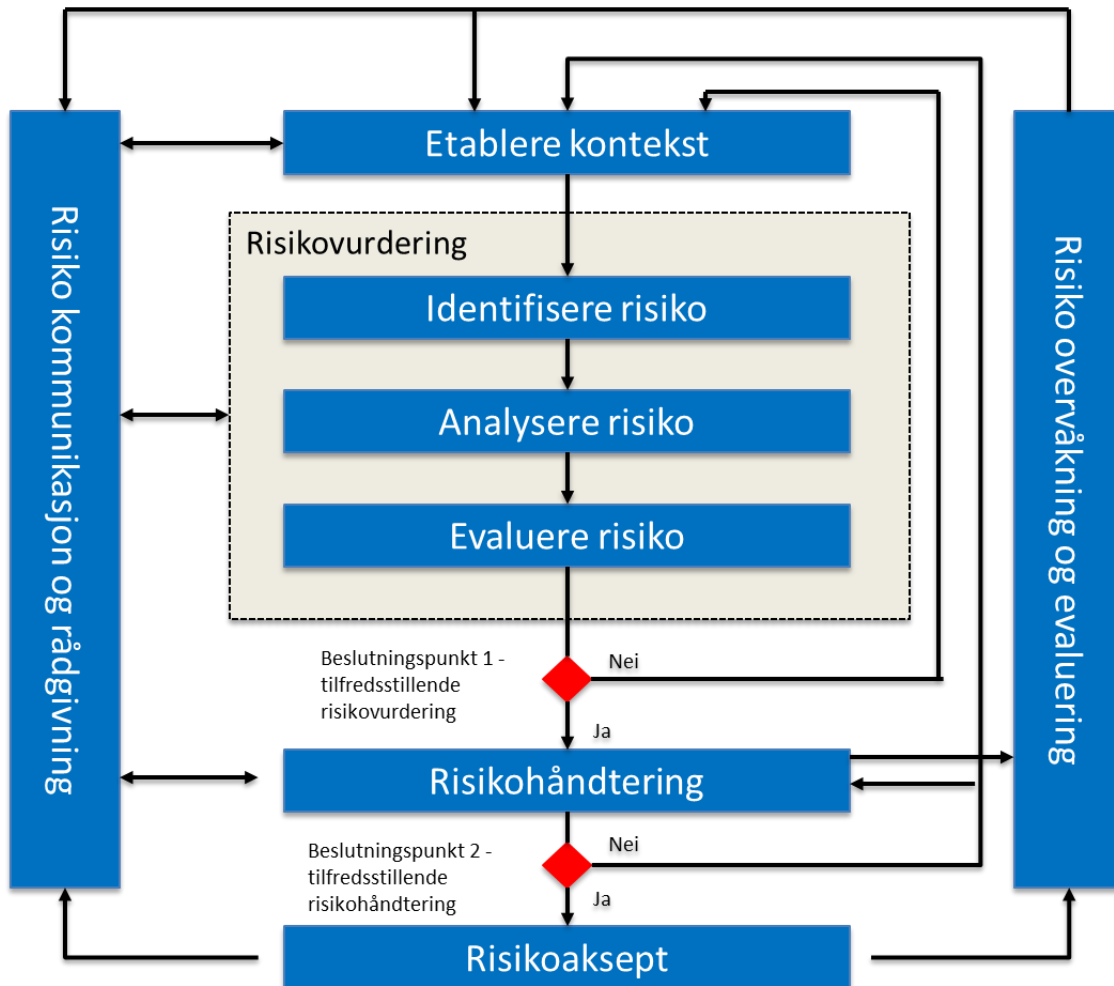 Etablere kontekst
Risiko kommunikasjon og rådgivning
Risikovurdering
Identifisere risiko
Analysere risiko
Evaluere risiko
Beslutningspunkt 1 -
tilfredsstillende
risikovurdering
Nei
Ja
Risikohåndtering
Beslutningspunkt 2 -
tilfredsstillende
risikohåndtering
Nei
Ja
Risikoaksept
Risiko overvåkning og evaluering